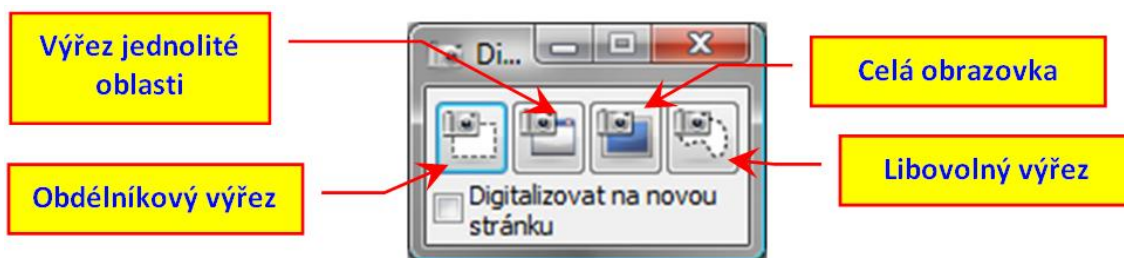 Výřez jednolité
oblasti
Di...
Celá obrazovka
Obdélníkový výřez
Libovolný výřez
Digitalizovat na novou
stránku